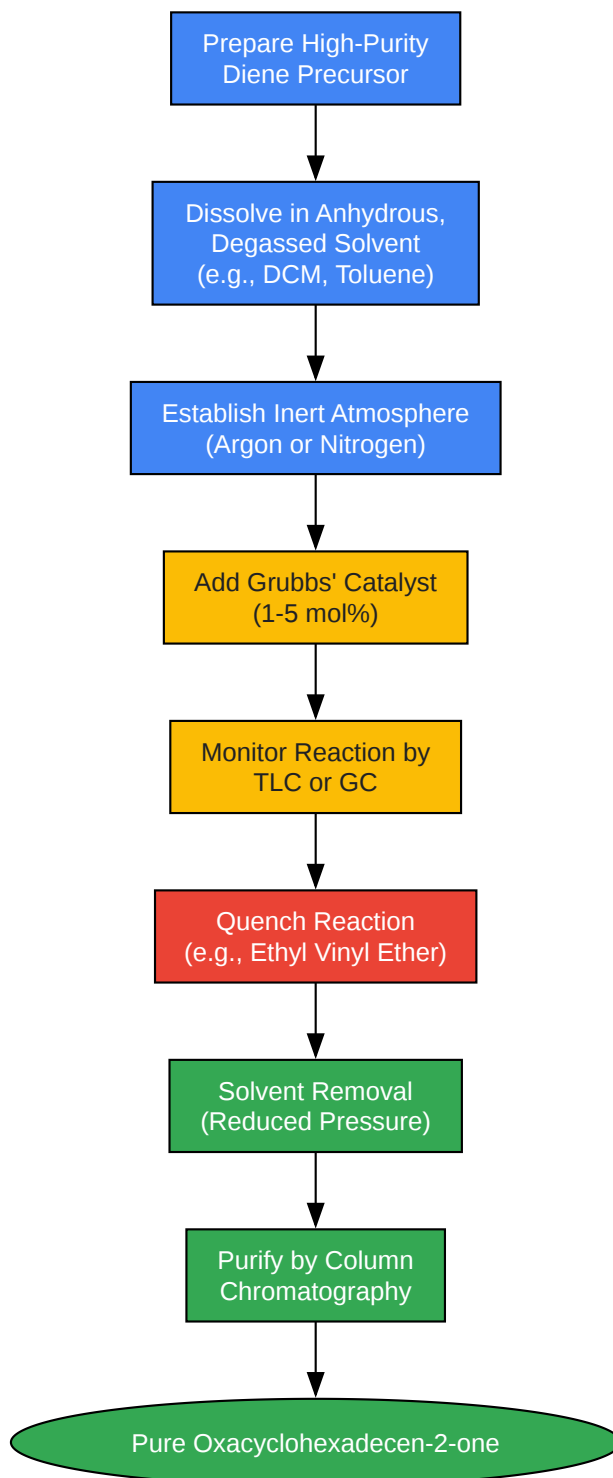 Prepare High-Purity
Diene Precursor
Dissolve in Anhydrous,
Degassed Solvent
(e.g., DCM, Toluene)
Establish Inert Atmosphere
(Argon or Nitrogen)
Add Grubbs' Catalyst
(1-5 mol%)
Monitor Reaction by
TLC or GC
Quench Reaction
(e.g., Ethyl Vinyl Ether)
Solvent Removal
(Reduced Pressure)
Purify by Column
Chromatography
Pure Oxacyclohexadecen-2-one